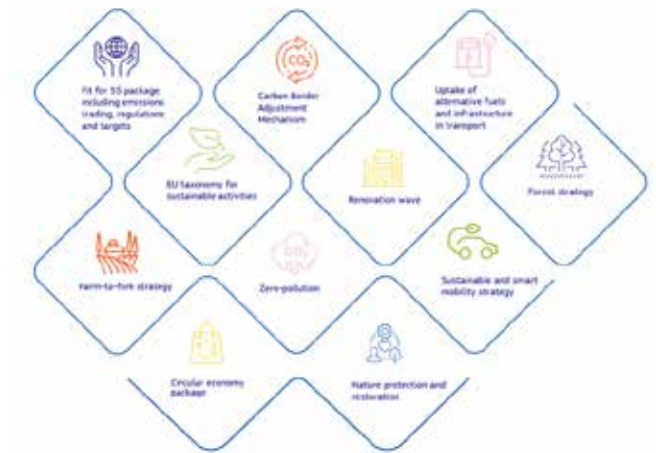 Fit for 55 package
including emissions
trading, regulations
and targets
CO₂
Carbon Border
Adjustment
Mechanism
Uptake of
alternative fuels
and infrastructure
in transport
EU taxonomy for
sustainable activities
Renovation wave
Forest strategy
Farm-to-fork strategy
CO₂
Zero-pollution
Sustainable and smart
mobility strategy
Circular economy
package
Nature protection and
restoration